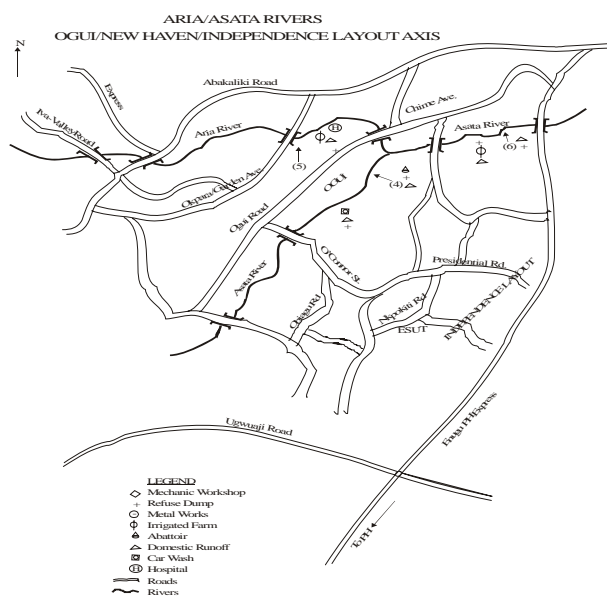 ARIA/ASATA RIVERS
OGUI/NEW HAVEN/INDEPENDENCE LAYOUT AXIS
N
Abakaliki Road
Express
Iva-Valley Road
Aria River
Chime Ave.
Asata River
(5)
(6)
(4)
OGUI
Okpara/Garden Ave.
Ogui Road
O'Connor St.
Presidential Rd.
Asata River
Obiagu Rd.
Nkpokiti Rd
ESUT
INDEPENDENCE LAYOUT
Enugu PH Express
Ugwuaji Road
To PH
LEGEND
Mechanic Workshop
Refuse Dump
Metal Works
Irrigated Farm
Abattoir
Domestic Runoff
Car Wash
H Hospital
Roads
Rivers